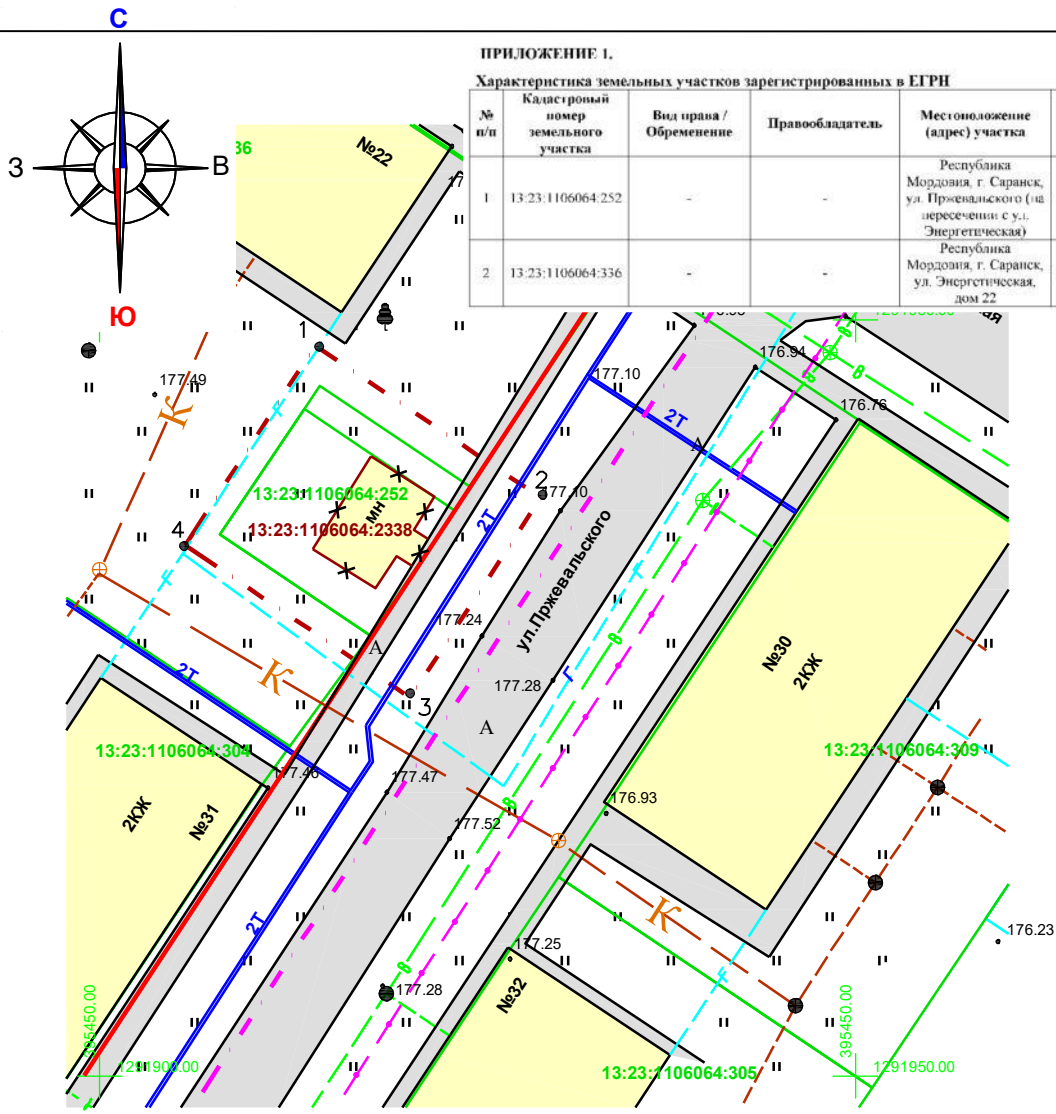 С
З
В
Ю
ПРИЛОЖЕНИЕ 1.
Характеристика земельных участков зарегистрированных в ЕГРН
№ п/п
Кадастровый номер земельного участка
Вид права / Обременение
Правообладатель
Местоположение (адрес) участка
1
13:23:1106064:252
-
-
Республика Мордовия, г. Саранск, ул. Пржевальского (на пересечении с ул. Энергетическая)
2
13:23:1106064:336
-
-
Республика Мордовия, г. Саранск, ул. Энергетическая, дом 22
36
№22
17
1
177.49
К
Г
177.10
176.94
ая
В
В
В
176.76
2Т
А
2
177.10
13:23:1106064:252
мн
13:23:1106064:2338
2Т
4
Г
ул.Пржевальского
177.24
А
Г
В
№30
2КЖ
2Т
К
Г
177.28
3
А
13:23:1106064:304
177.46
177.47
13:23:1106064:309
2КЖ
№31
В
176.93
177.52
2Т
К
176.23
177.25
В
Г
177.28
№32
395450.00
1291900.00
13:23:1106064:305
395450.00
1291950.00